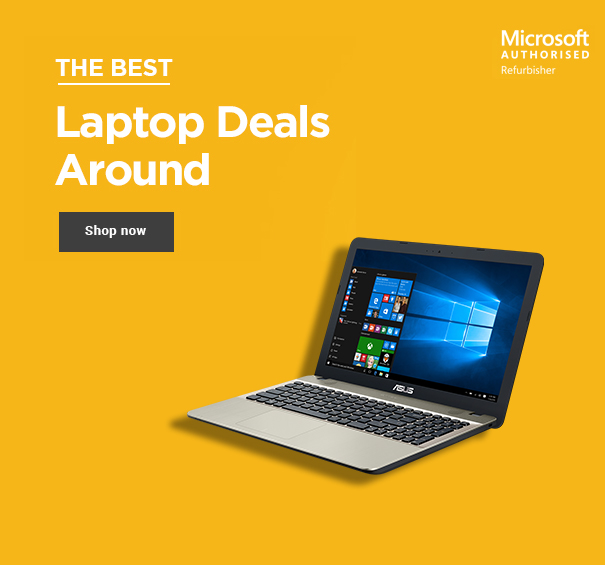 Microsoft
AUTHORISED
Refurbisher
THE BEST
Laptop Deals
Around
Shop now
ASUS